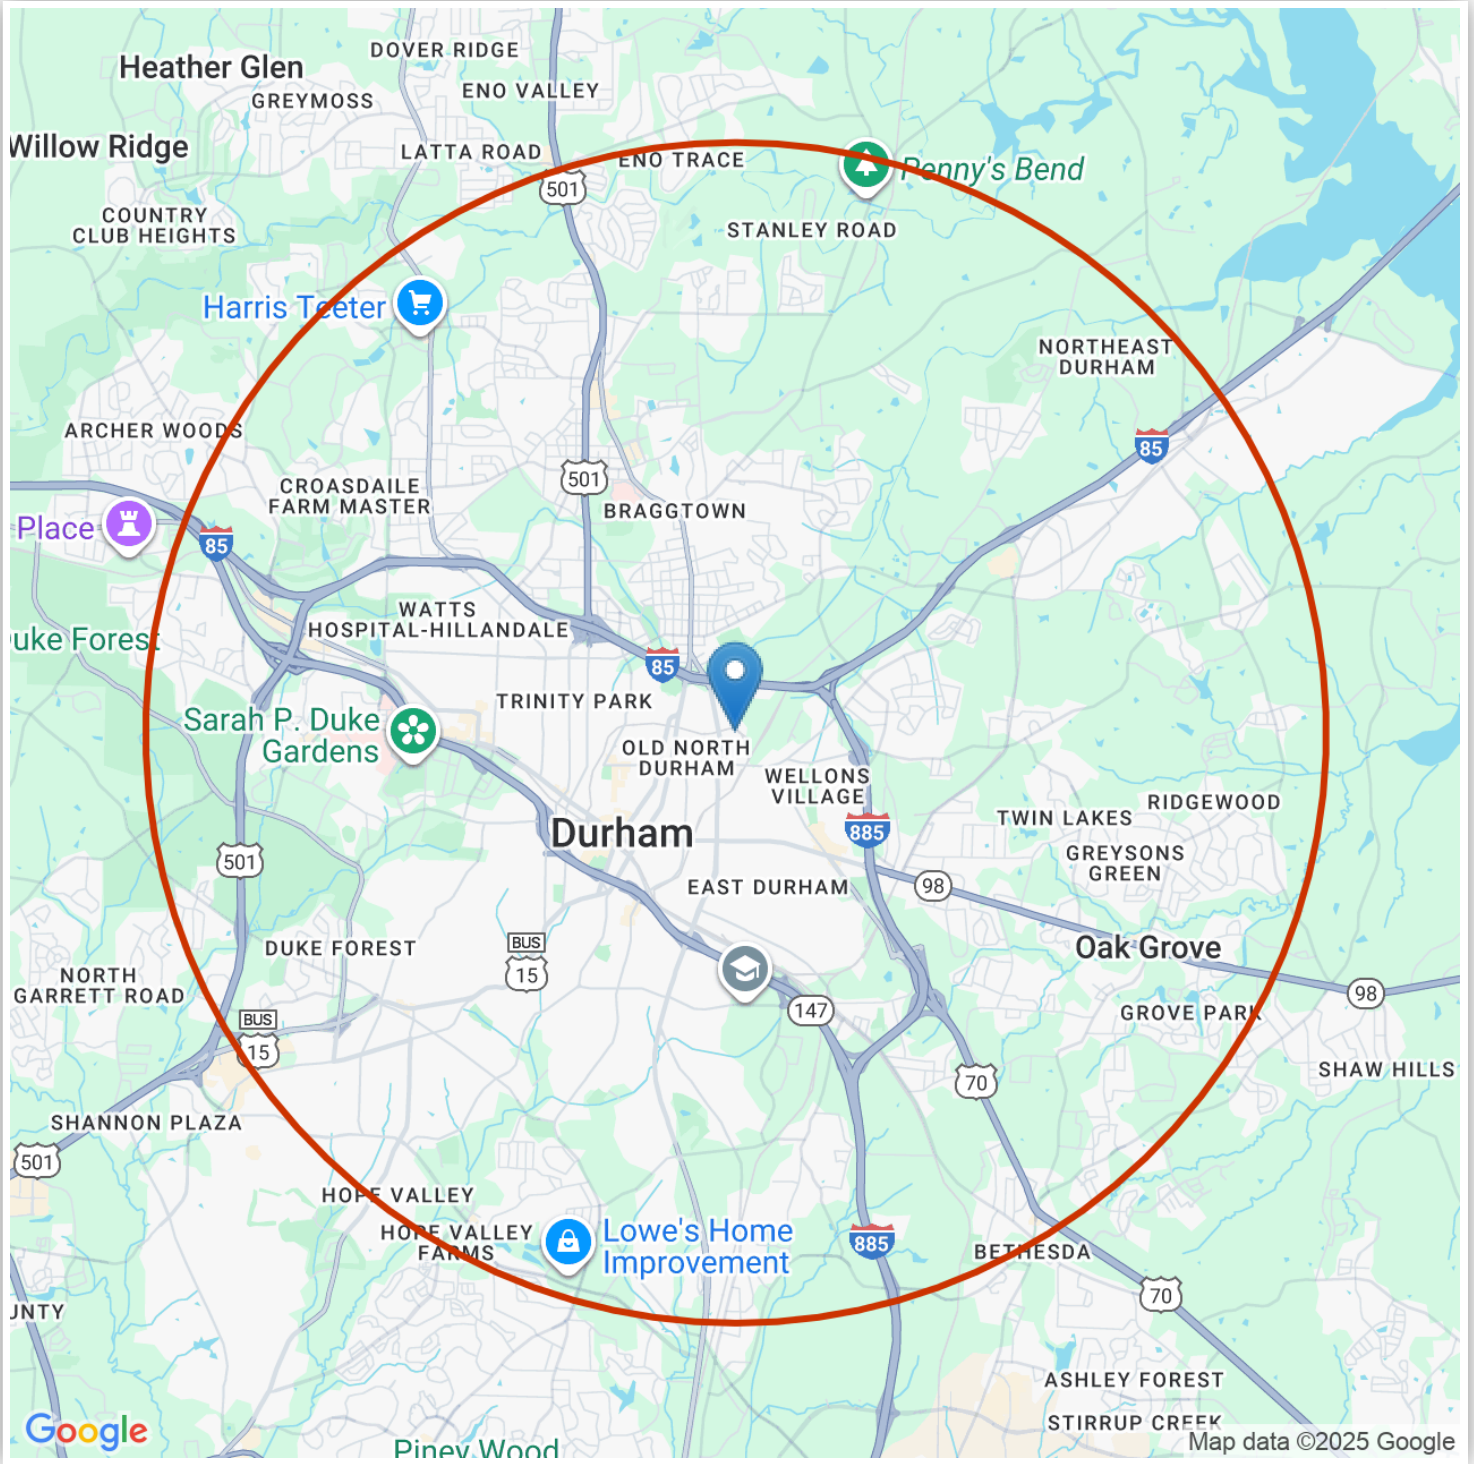 DOVER RIDGE
Heather Glen
ENO VALLEY
GREYMOSS
Willow Ridge
LATTA ROAD
ENO TRACE
Penny's Bend
501
COUNTRY
CLUB HEIGHTS
STANLEY ROAD
Harris Teeter
NORTHEAST
DURHAM
ARCHER WOODS
85
501
CROASDAILE
FARM MASTER
BRAGGTOWN
Place
85
WATTS
HOSPITAL-HILLANDALE
uke Forest
85
TRINITY PARK
Sarah P. Duke
Gardens
OLD NORTH
DURHAM
WELLONS
VILLAGE
RIDGEWOOD
TWIN LAKES
Durham
885
GREYSONS
GREEN
501
EAST DURHAM
98
DUKE FOREST
BUS
15
Oak Grove
NORTH
GARRETT ROAD
98
147
GROVE PARK
BUS
15
SHAW HILLS
70
SHANNON PLAZA
501
HOPE VALLEY
HOPE VALLEY
FARMS
Lowe's Home
Improvement
885
BETHESDA
70
UNTY
ASHLEY FOREST
STIRRUP CREEK
Google
Piney Wood
Map data ©2025 Google